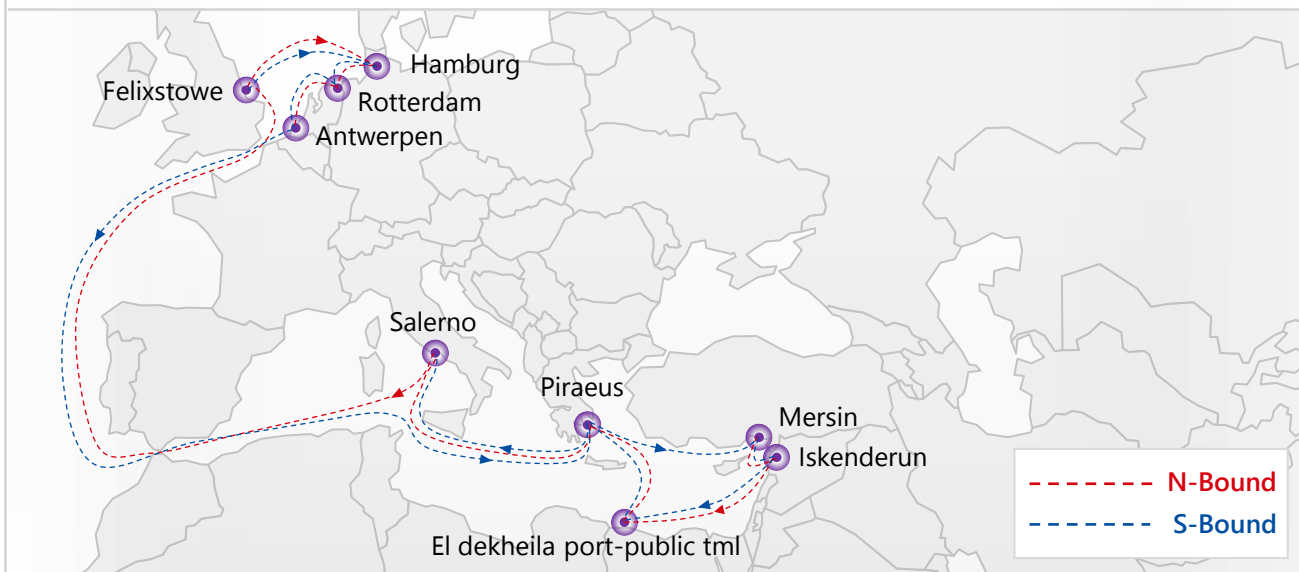 Hamburg
Felixstowe
Rotterdam
Antwerpen
Salerno
Piraeus
Mersin
Iskenderun
N-Bound
S-Bound
El dekheila port-public tml